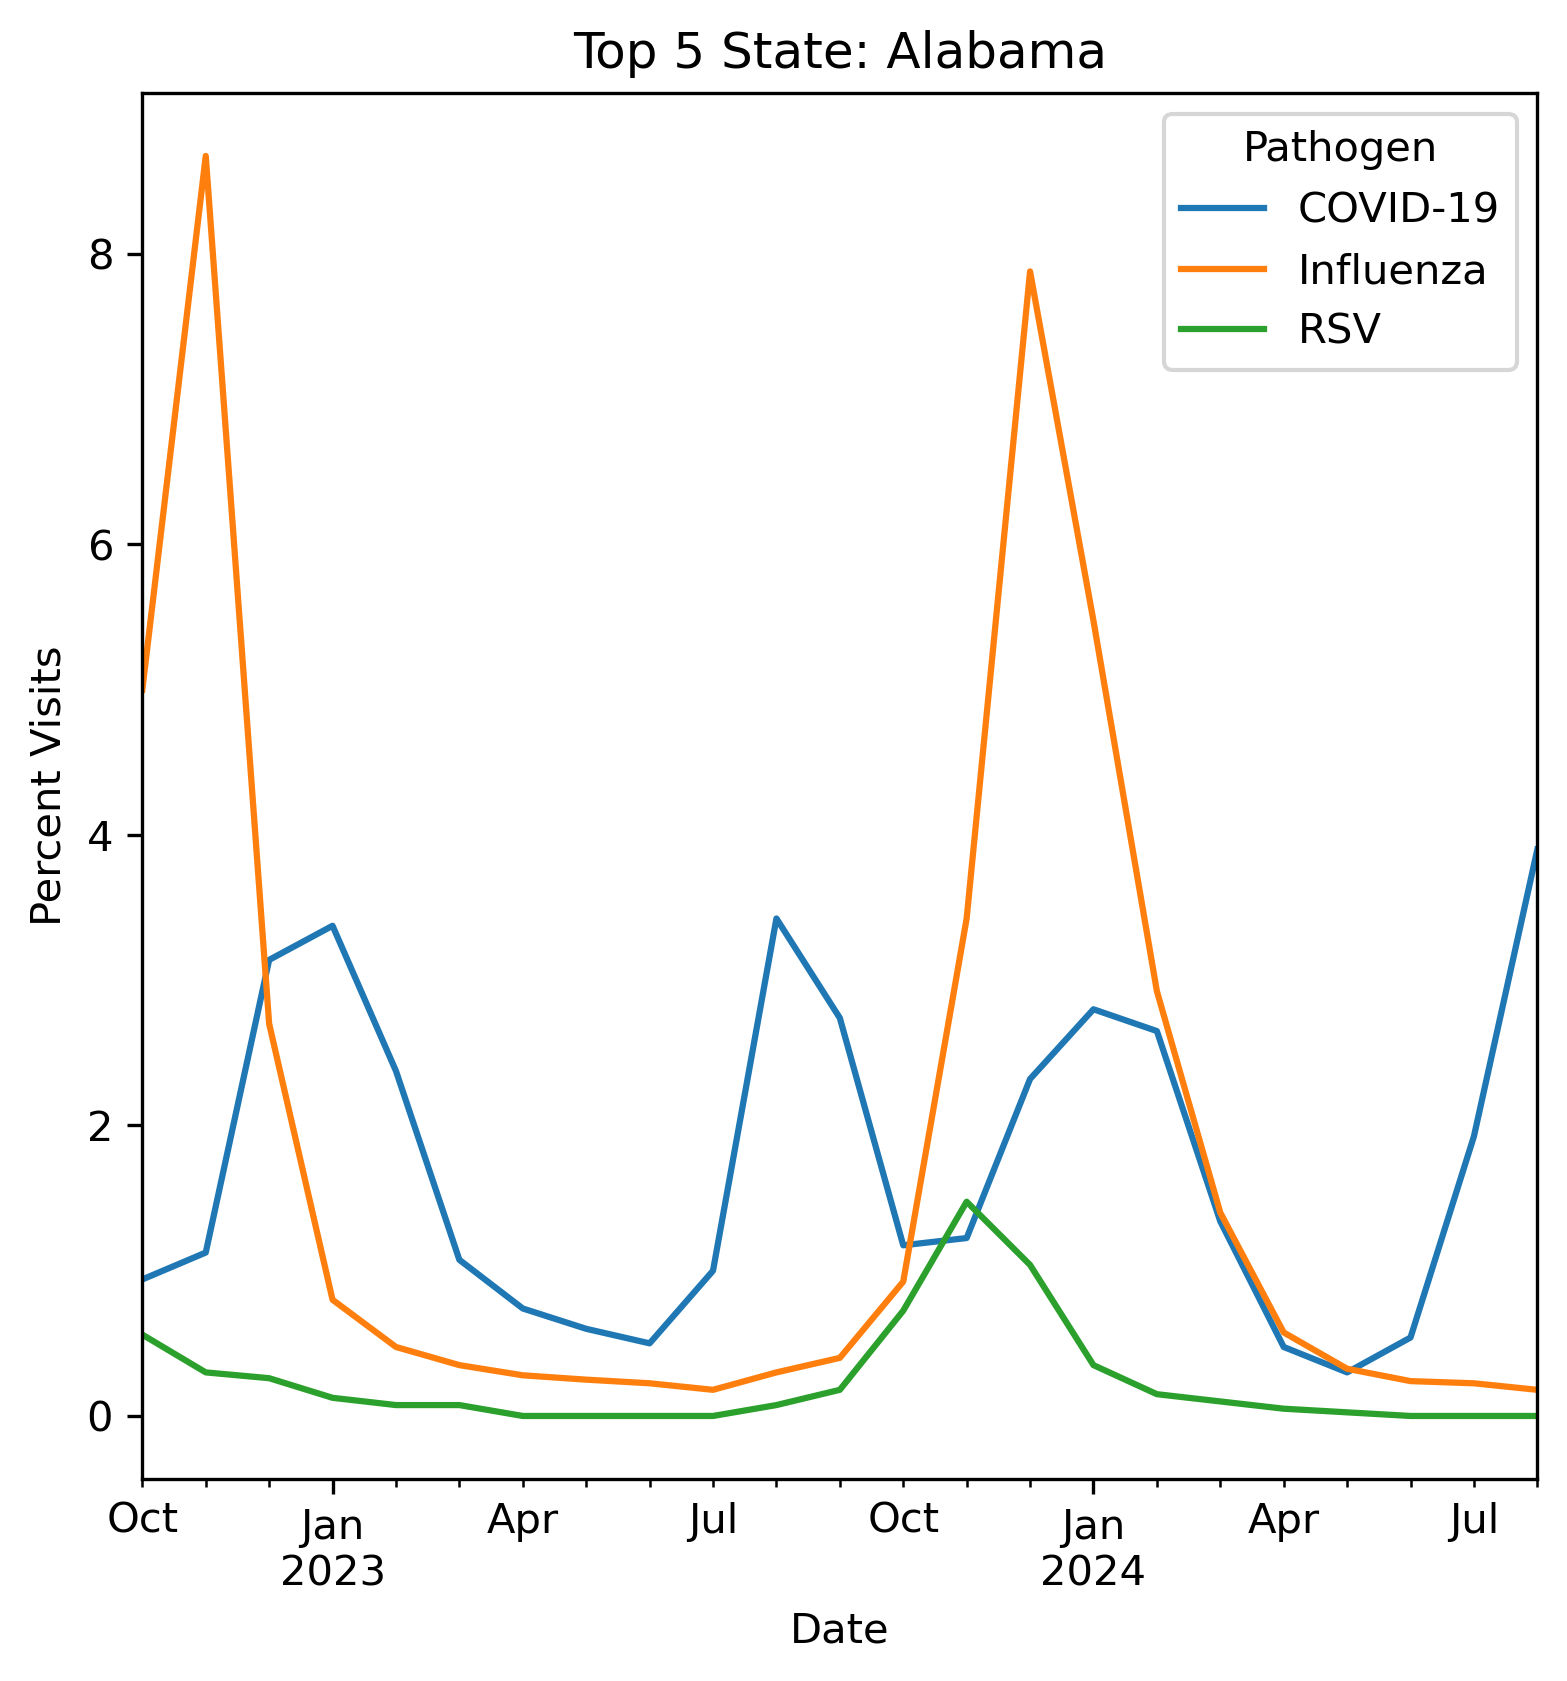 Top 5 State: Alabama
Pathogen
COVID-19
Influenza
RSV
Percent Visits
8
6
4
2
0
Oct Jan Apr Jul Oct Jan Apr Jul
2023 2024
Date